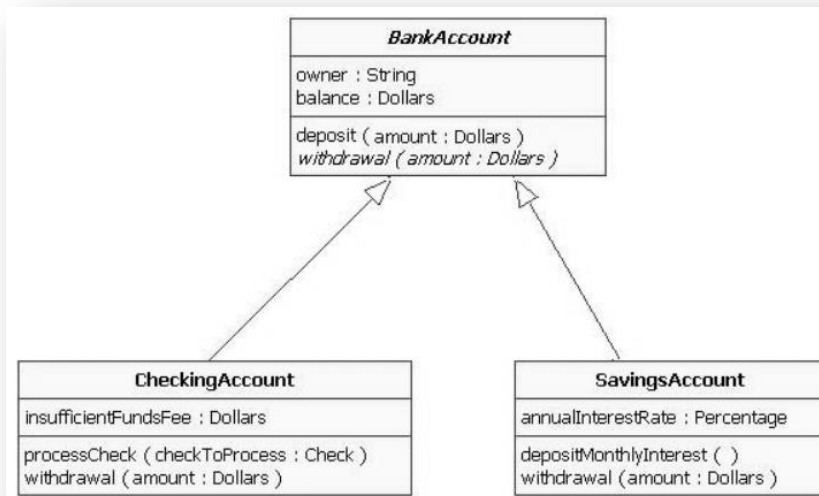 BankAccount
owner : String
balance : Dollars
deposit ( amount : Dollars )
withdrawal ( amount : Dollars )
CheckingAccount
insufficientFundsFee : Dollars
processCheck ( checkToProcess : Check )
withdrawal ( amount : Dollars )
SavingsAccount
annualInterestRate : Percentage
depositMonthlyInterest ( )
withdrawal ( amount : Dollars )